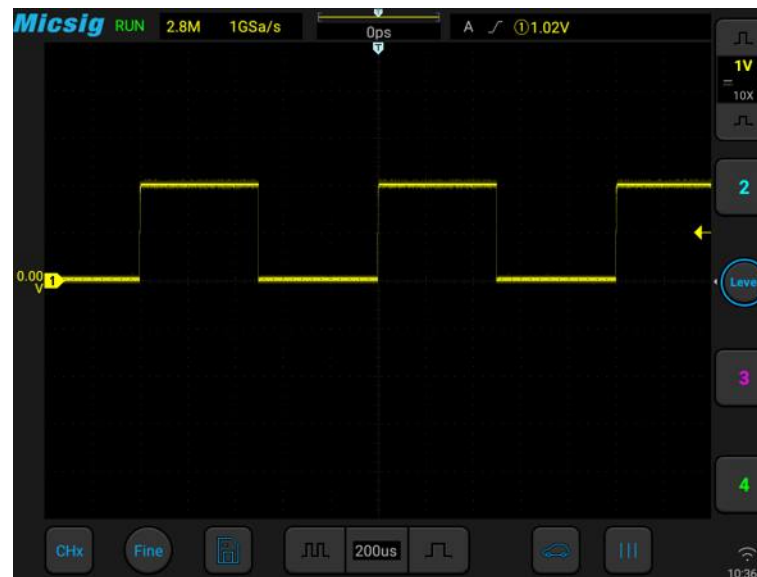 Micsig RUN 2.8M 1GSa/s 0ps A ①1.02V
T
T
1V
10X
2
0.00
V
1
Leve
3
4
CHx Fine 200us
10:36